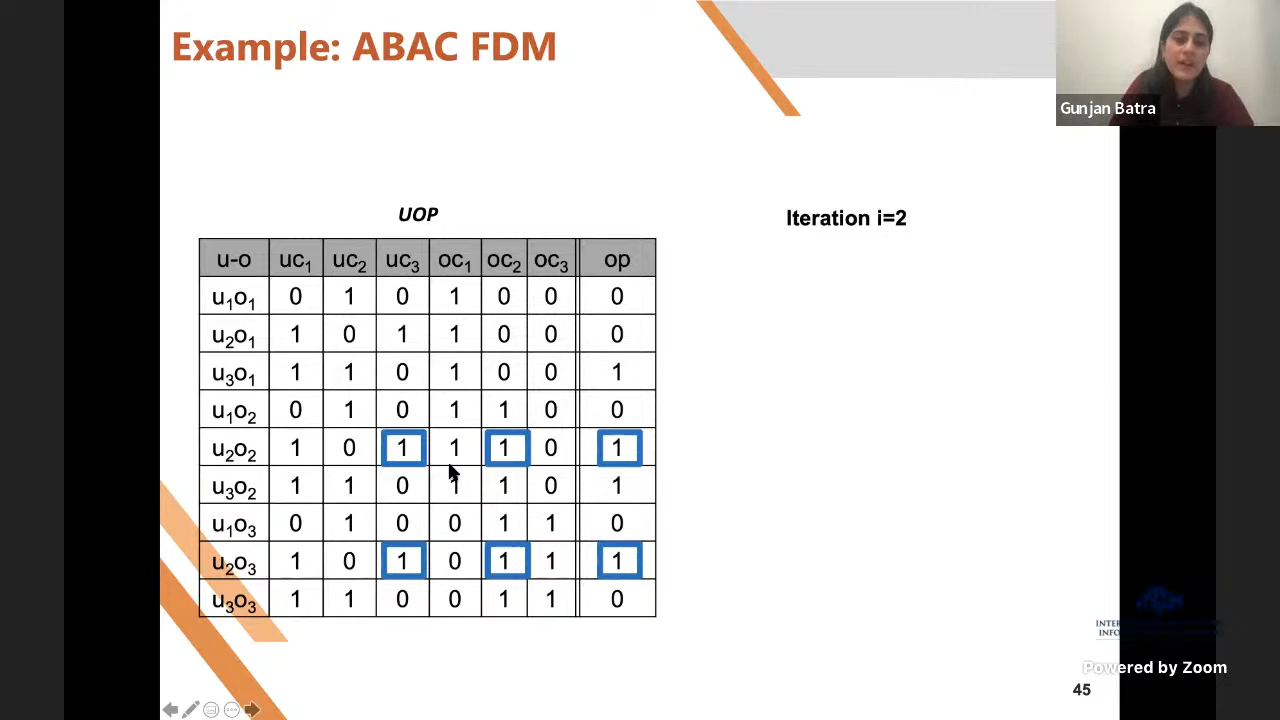 Example: ABAC FDM
Gunjan Batra
UOP
Iteration i=2
u-o uc1 uc2 uc3 oc1 oc2 oc3 op
u1o1 0 1 0 1 0 0 0
u2o1 1 0 1 1 0 0 0
u3o1 1 1 0 1 0 0 1
u1o2 0 1 0 1 1 0 0
u2o2 1 0 1 1 1 0 1
u3o2 1 1 0 1 1 0 1
u1o3 0 1 0 0 1 1 0
u2o3 1 0 1 0 1 1 1
u3o3 1 1 0 0 1 1 0
Powered by Zoom
45